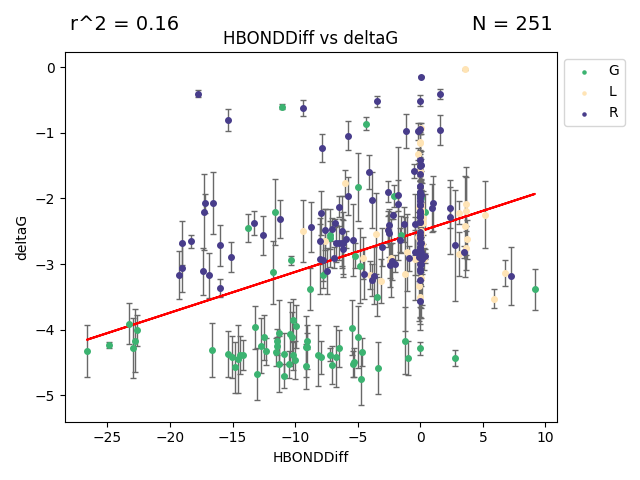 r^2 = 0.16
N = 251
HBONDDiff vs deltaG
G
L
R
deltaG
0
−1
−2
−3
−4
−5
−25
−20
−15
−10
−5
0
5
10
HBONDDiff